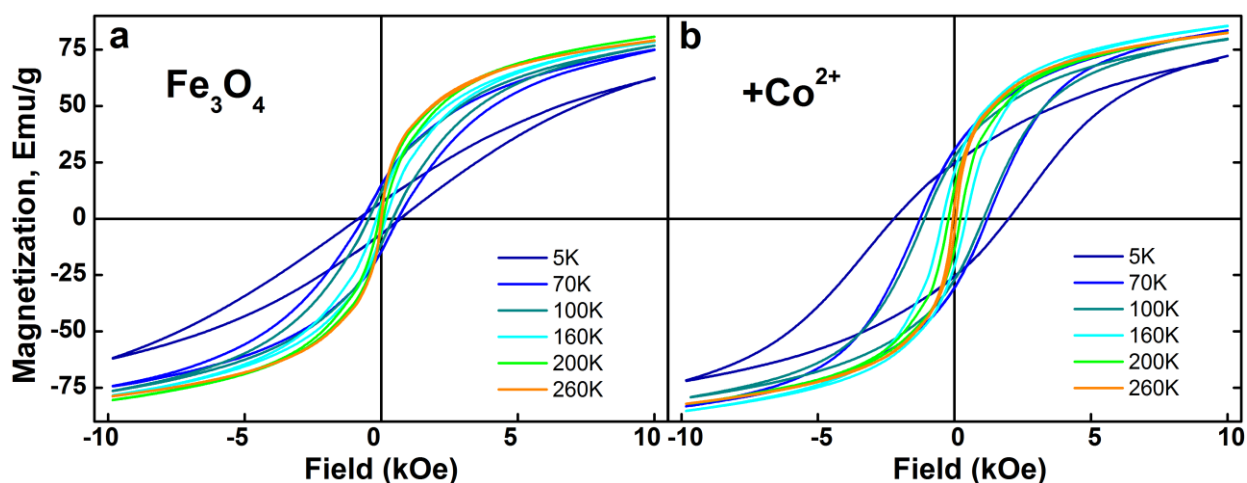 a
Fe3O4
b
+Co2+
Magnetization, Emu/g
75
50
25
0
-25
-50
-75
5K
70K
100K
160K
200K
260K
5K
70K
100K
160K
200K
260K
-10
-5
0
5
10
-10
-5
0
5
10
Field (kOe)
Field (kOe)